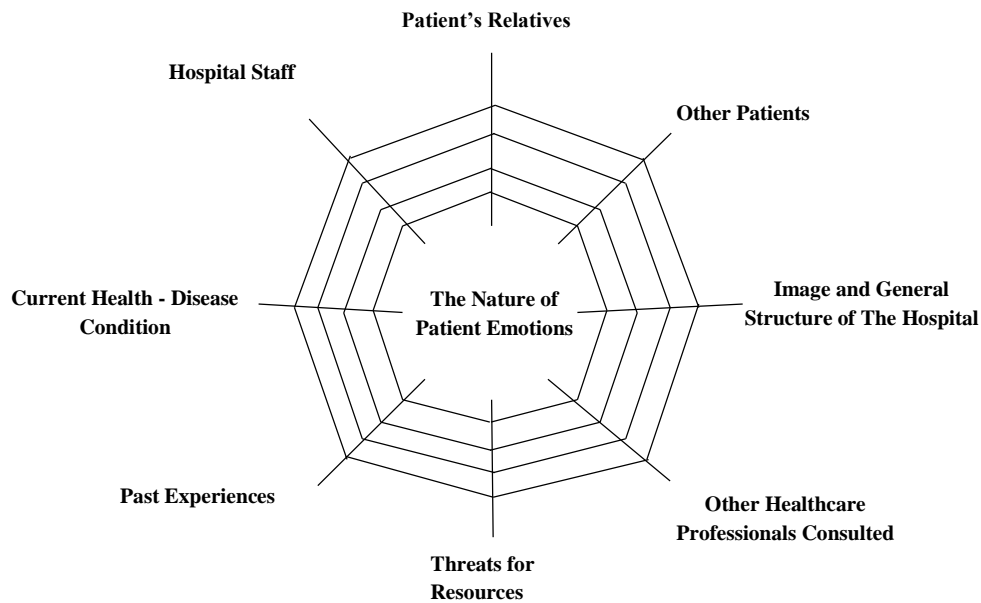 Patient’s Relatives
Hospital Staff
Other Patients
Current Health - Disease
Condition
The Nature of
Patient Emotions
Image and General
Structure of The Hospital
Past Experiences
Other Healthcare
Professionals Consulted
Threats for
Resources